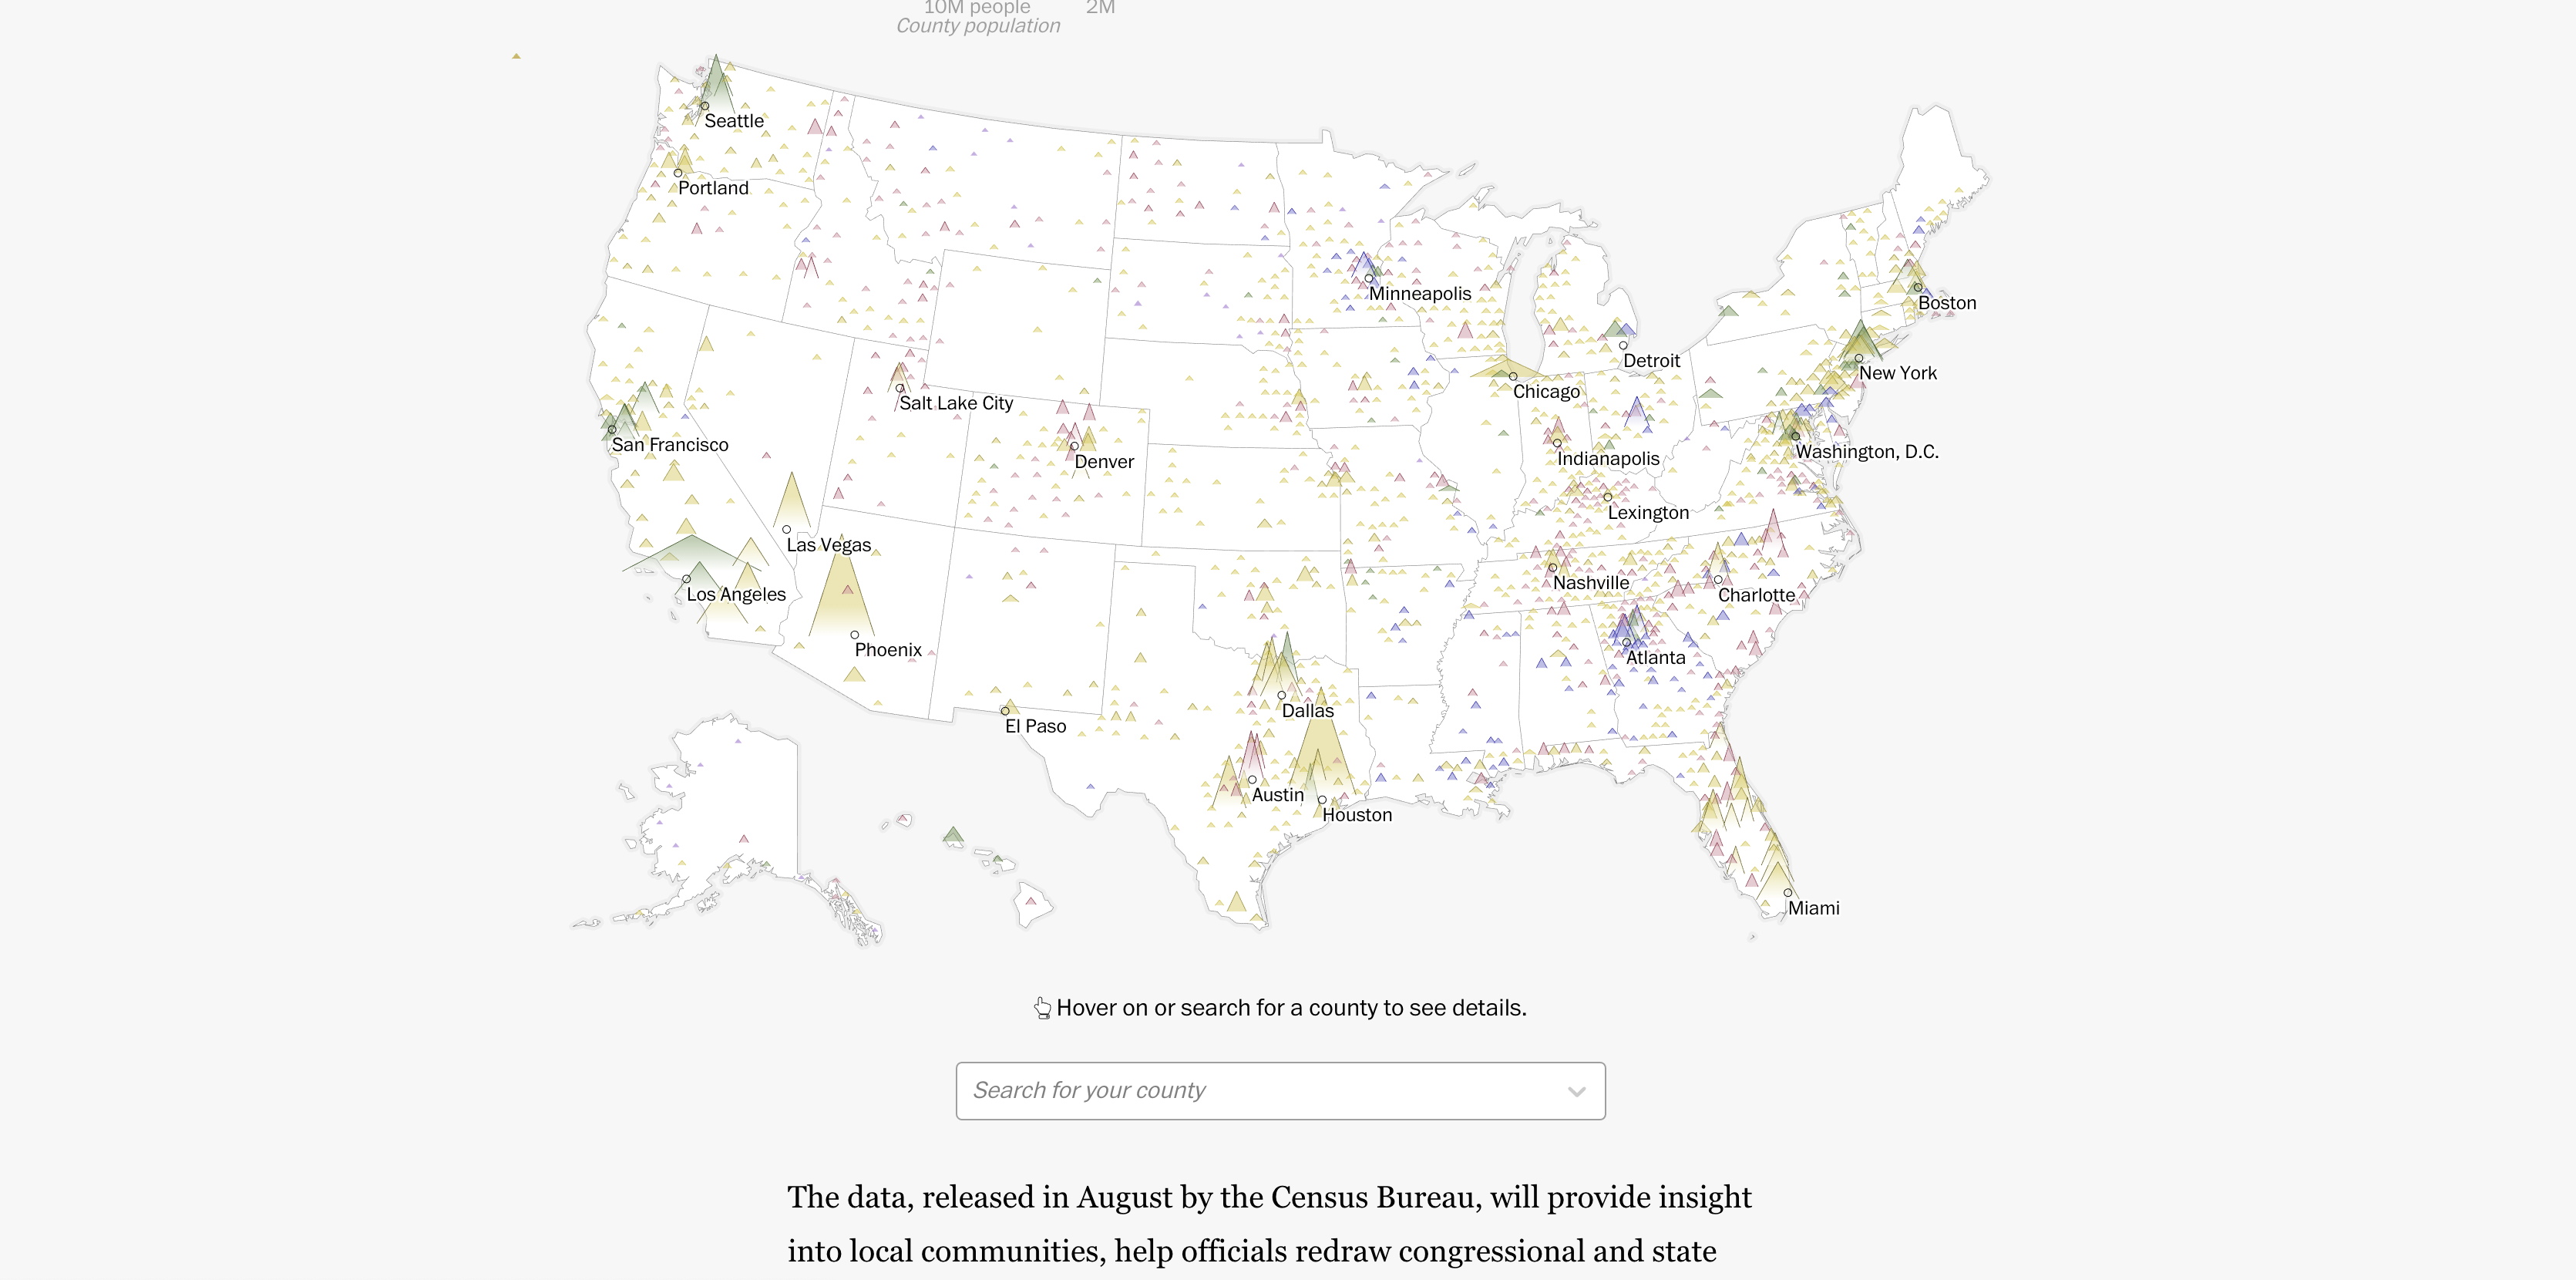 10M people 2M
County population
Seattle
Portland
Minneapolis
Boston
Detroit
New York
Chicago
Salt Lake City
San Francisco
Denver
Indianapolis
Washington, D.C.
Lexington
Las Vegas
Nashville
Los Angeles
Charlotte
Phoenix
Atlanta
Dallas
El Paso
Austin
Houston
Miami
Hover on or search for a county to see details.
Search for your county
The data, released in August by the Census Bureau, will provide insight
into local communities, help officials redraw congressional and state